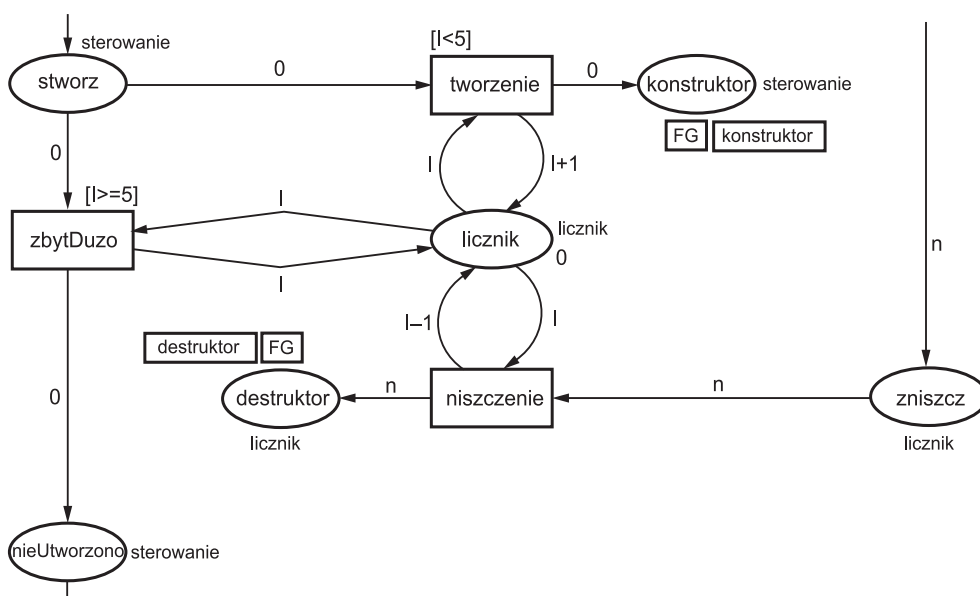 sterowanie
[l<5]
stworz
0
tworzenie
0
konstruktor
sterowanie
FG
konstruktor
0
l
l+1
[l>=5]
l
zbytDuzo
licznik
licznik
0
l
n
l–1
l
destruktor
FG
0
destruktor
n
niszczenie
n
zniszcz
licznik
licznik
nieUtworzono
sterowanie